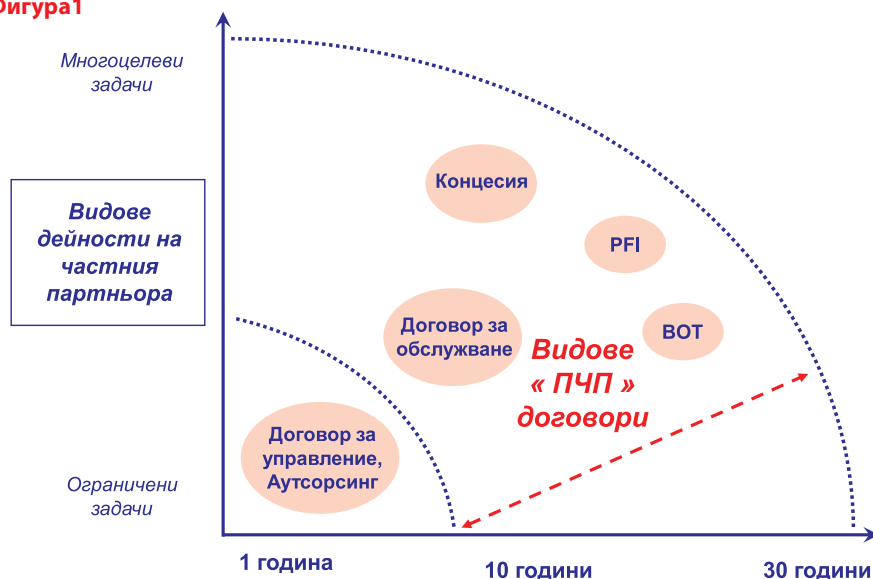 Фигура1
Многоцелеви
задачи
Концесия
Видове
дейности на
частния
партньора
PFI
Договор за
обслужване
BOT
Видове
« ПЧП »
договори
Договор за
управление,
Аутсорсинг
Ограничени
задачи
1 година
10 години
30 години